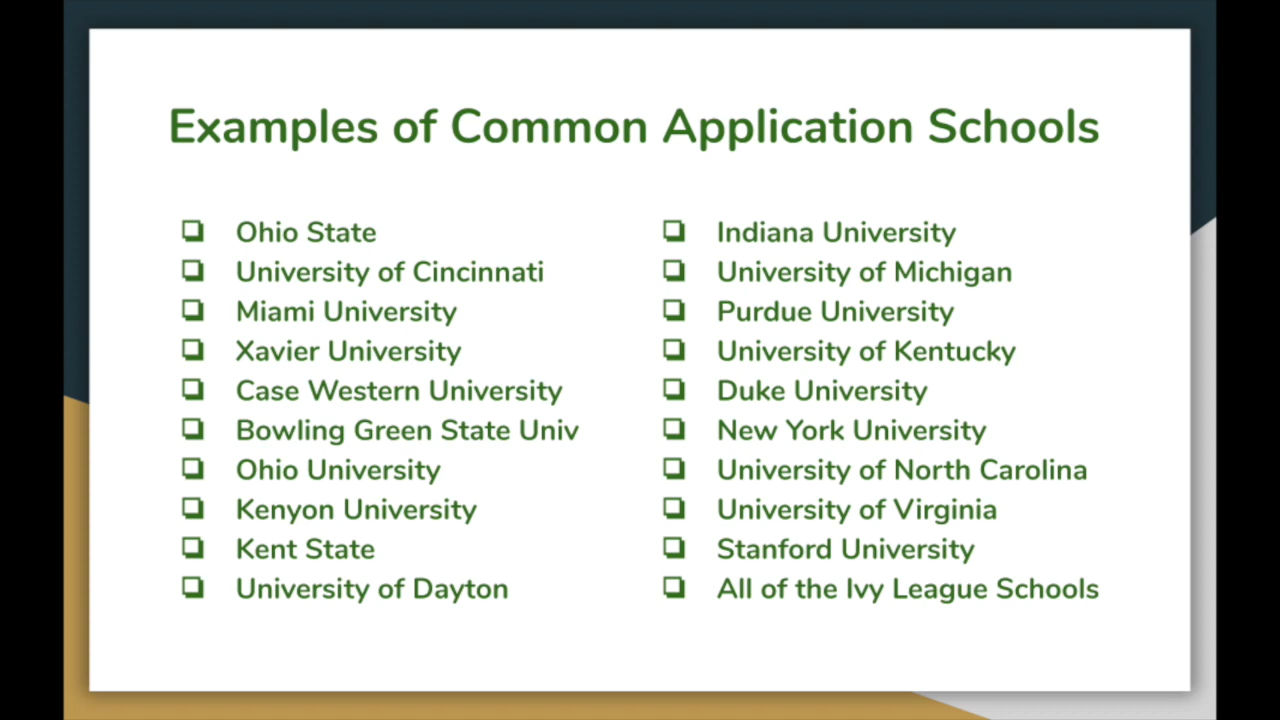 Examples of Common Application Schools
❏ Ohio State
❏ University of Cincinnati
❏ Miami University
❏ Xavier University
❏ Case Western University
❏ Bowling Green State Univ
❏ Ohio University
❏ Kenyon University
❏ Kent State
❏ University of Dayton
❏ Indiana University
❏ University of Michigan
❏ Purdue University
❏ University of Kentucky
❏ Duke University
❏ New York University
❏ University of North Carolina
❏ University of Virginia
❏ Stanford University
❏ All of the Ivy League Schools